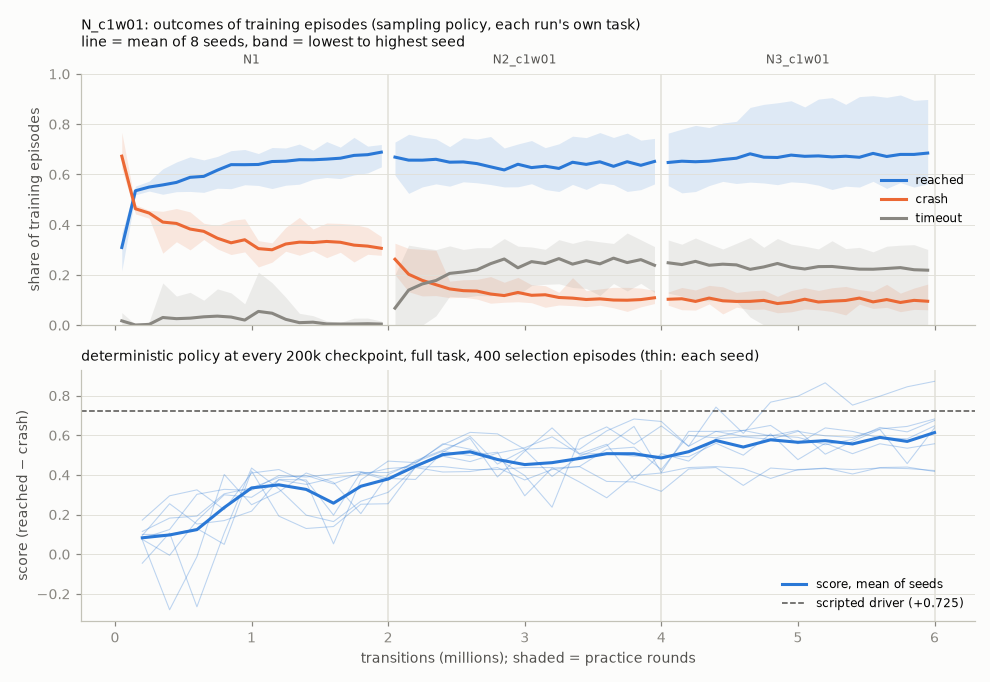 N_c1w01: outcomes of training episodes (sampling policy, each run's own task)
line = mean of 8 seeds, band = lowest to highest seed
N1
N2_c1w01
N3_c1w01
share of training episodes
1.0
0.8
0.6
0.4
0.2
0.0
reached
crash
timeout
deterministic policy at every 200k checkpoint, full task, 400 selection episodes (thin: each seed)
score (reached − crash)
0.8
0.6
0.4
0.2
0.0
−0.2
score, mean of seeds
scripted driver (+0.725)
0
1
2
3
4
5
6
transitions (millions); shaded = practice rounds